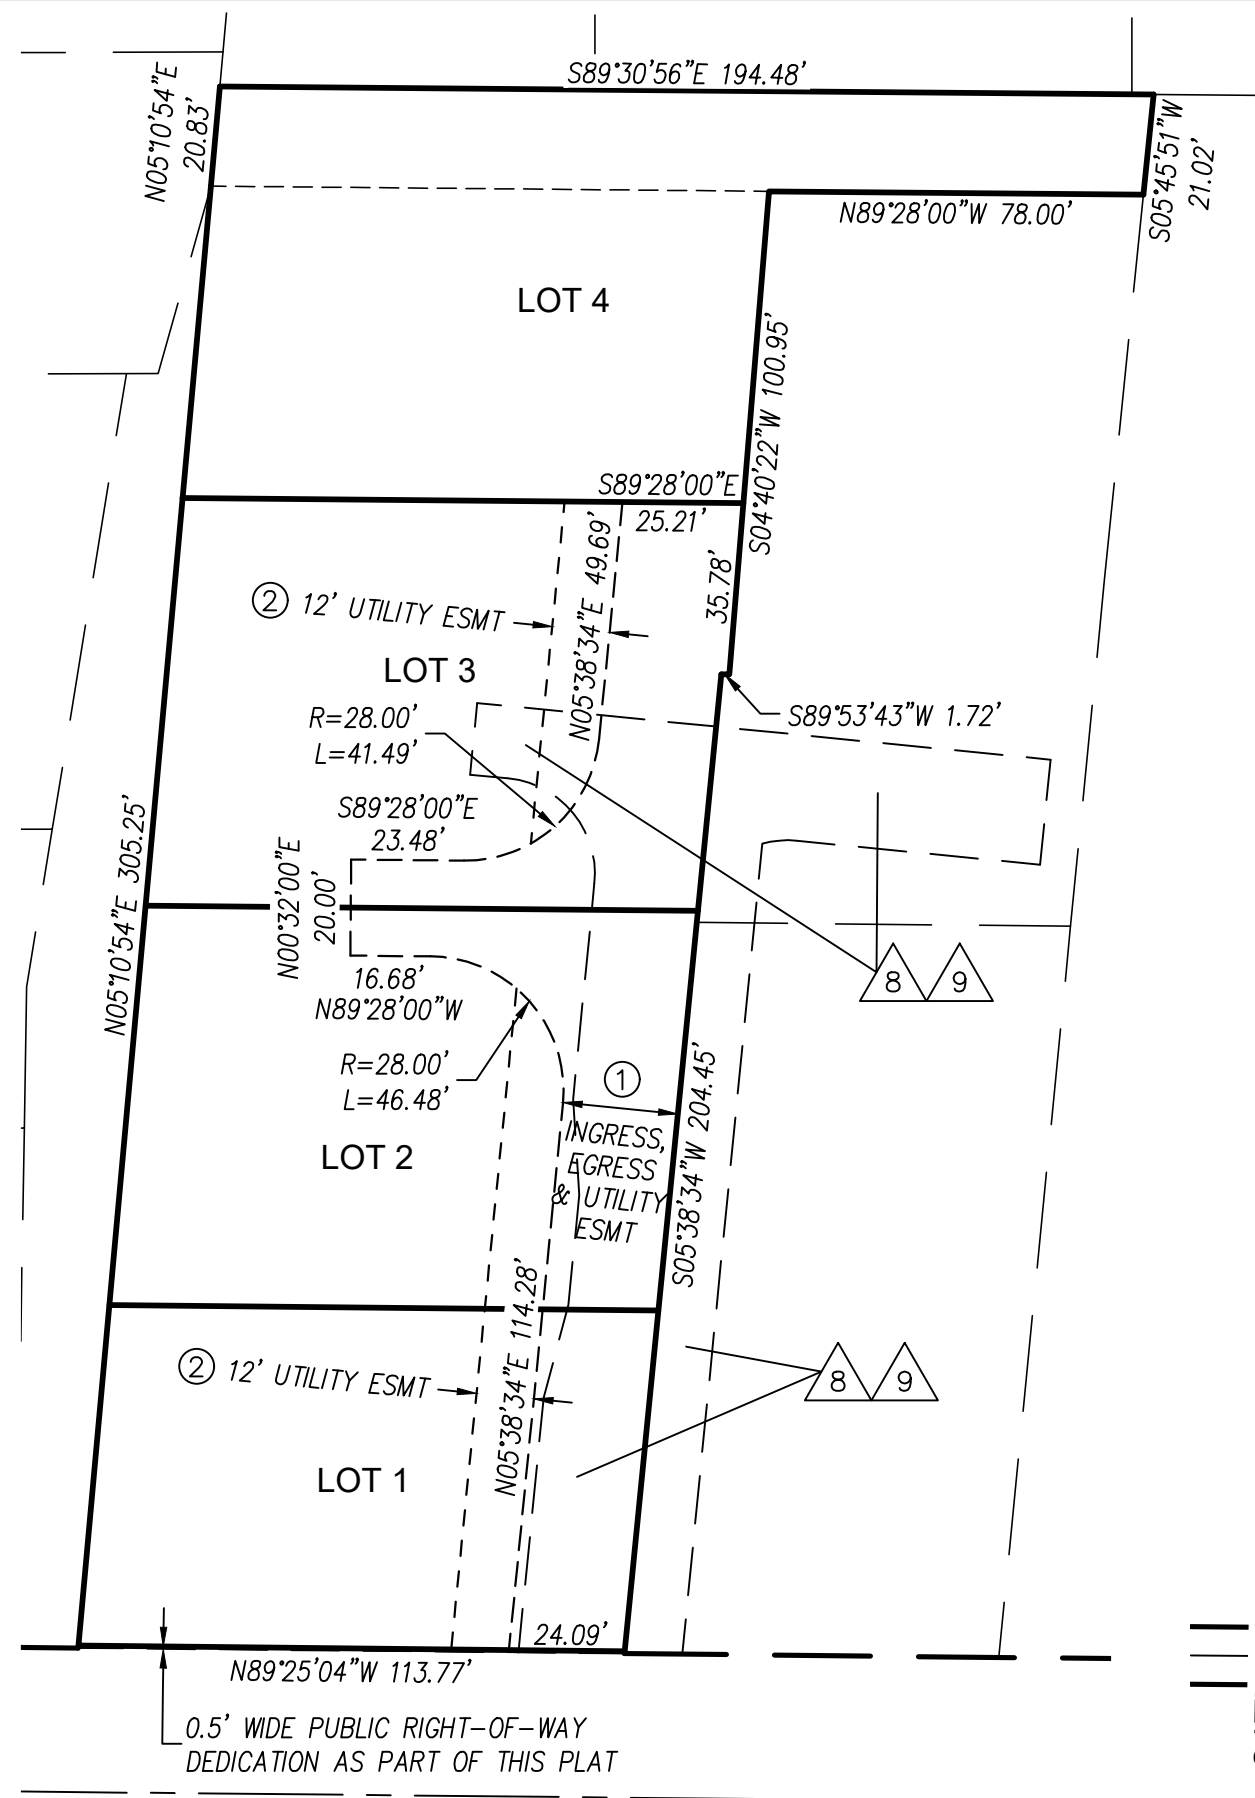 S89°30'56"E 194.48'
N05°10'54"E
20.83'
S05°45'51"W
21.02'
N89°28'00"W 78.00'
LOT 4
S04°40'22"W 100.95'
S89°28'00"E
25.21'
35.78'
N05°38'34"E 49.69'
2 12' UTILITY ESMT
LOT 3
R=28.00'
L=41.49'
S89°53'43"W 1.72'
S89°28'00"E
23.48'
N05°10'54"E 305.25'
N00°32'00"E
20.00'
16.68'
N89°28'00"W
8 9
R=28.00'
L=46.48'
1
INGRESS,
EGRESS
& UTILITY
ESMT
S05°38'34"W 204.45'
LOT 2
N05°38'34"E 114.28'
2 12' UTILITY ESMT
8 9
LOT 1
24.09'
N89°25'04"W 113.77'
0.5' WIDE PUBLIC RIGHT-OF-WAY
DEDICATION AS PART OF THIS PLAT